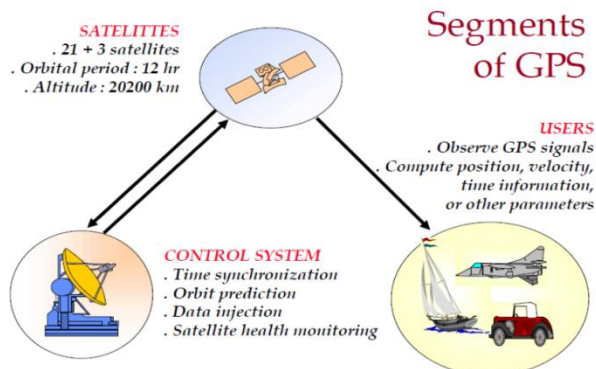 SATELITTES
. 21 + 3 satellites
. Orbital period : 12 hr
. Altitude : 20200 km
Segments
of GPS
USERS
. Observe GPS signals
. Compute position, velocity,
time information,
or other parameters
CONTROL SYSTEM
. Time synchronization
. Orbit prediction
. Data injection
. Satellite health monitoring